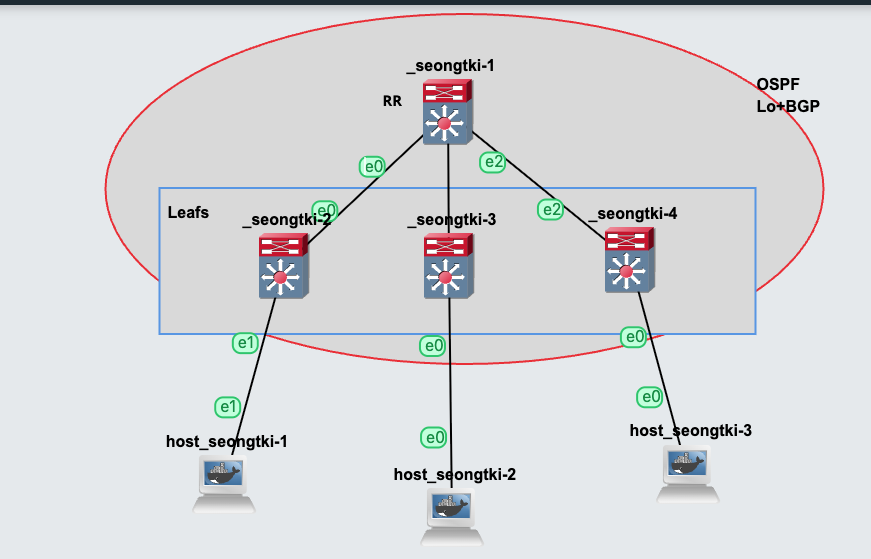 _seongtki-1
RR
OSPF
Lo+BGP
e0
e2
e0
e2
Leafs
_seongtki-2
_seongtki-3
_seongtki-4
e1
e0
e0
e1
e0
e0
host_seongtki-1
host_seongtki-2
host_seongtki-3